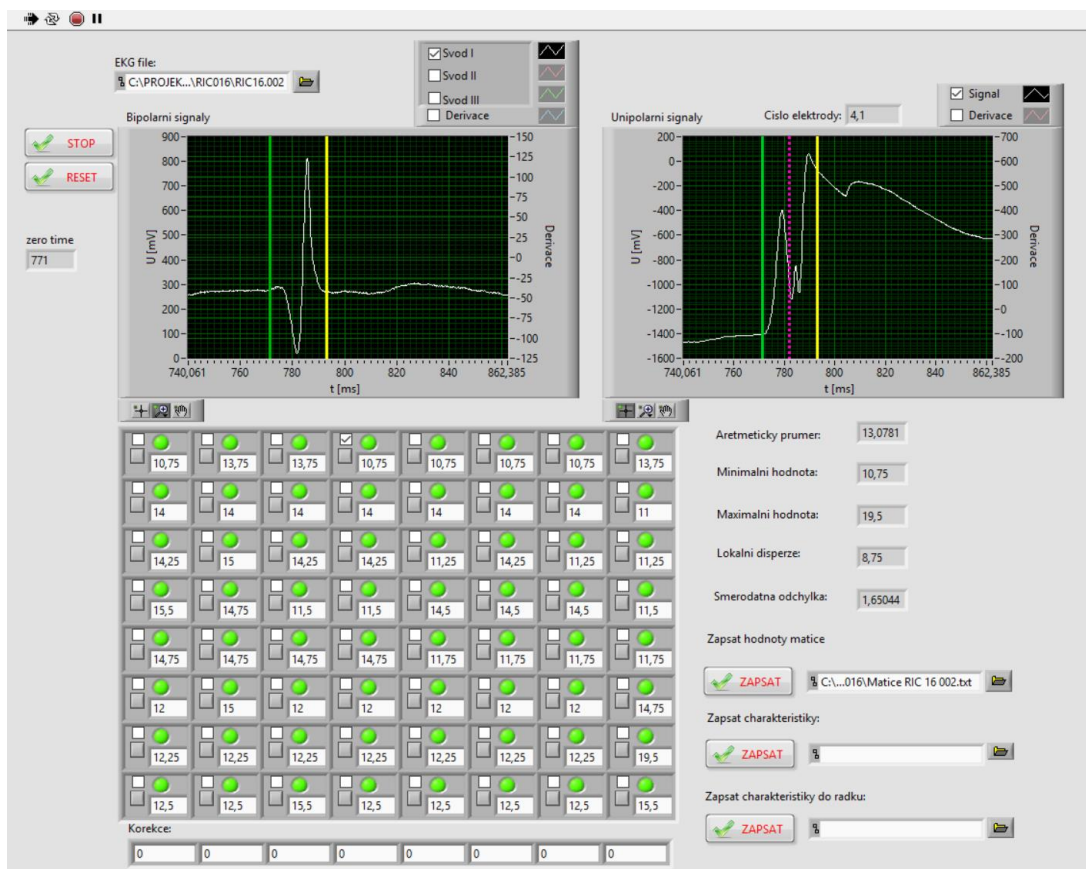 EKG file:
C:\PROJEK...\RIC016\RIC16.002
Svod I
Svod II
Svod III
Derivace
Bipolarni signaly
Unipolarni signaly
Cislo elektrody: 4,1
Signal
Derivace
STOP
RESET
zero time
771
900
800
700
600
500
400
300
200
100
0
U [mV]
150
125
100
75
50
25
0
-25
-50
-75
-100
-125
Derivace
740,061 760 780 800 820 840 862,385
t [ms]
200
0
-200
-400
-600
-800
-1000
-1200
-1400
-1600
U [mV]
700
600
500
400
300
200
100
0
-100
-200
Derivace
740,061 760 780 800 820 840 862,385
t [ms]
10,75 13,75 13,75 10,75 10,75 10,75 10,75 13,75
14 14 14 14 14 14 14 11
14,25 15 14,25 14,25 11,25 14,25 11,25 11,25
15,5 14,75 11,5 11,5 14,5 14,5 14,5 11,5
14,75 14,75 14,75 14,75 11,75 11,75 11,75 11,75
12 15 12 12 12 12 12 14,75
12,25 12,25 12,25 12,25 12,25 12,25 12,25 19,5
12,5 12,5 15,5 12,5 12,5 12,5 12,5 15,5
Korekce:
0 0 0 0 0 0 0 0
Aretmeticky prumer: 13,0781
Minimalni hodnota: 10,75
Maximalni hodnota: 19,5
Lokalni disperze: 8,75
Smerodatna odchylka: 1,65044
Zapsat hodnoty matice
ZAPSAT C:\...016\Matice RIC 16 002.txt
Zapsat charakteristiky:
ZAPSAT
Zapsat charakteristiky do radku:
ZAPSAT